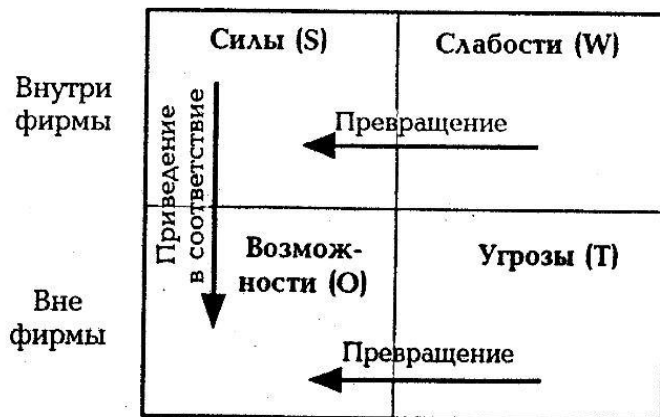 Силы (S)
Слабости (W)
Внутри
фирмы
Приведение
в соответствие
Превращение
Возмож-
ности (O)
Угрозы (T)
Вне
фирмы
Превращение